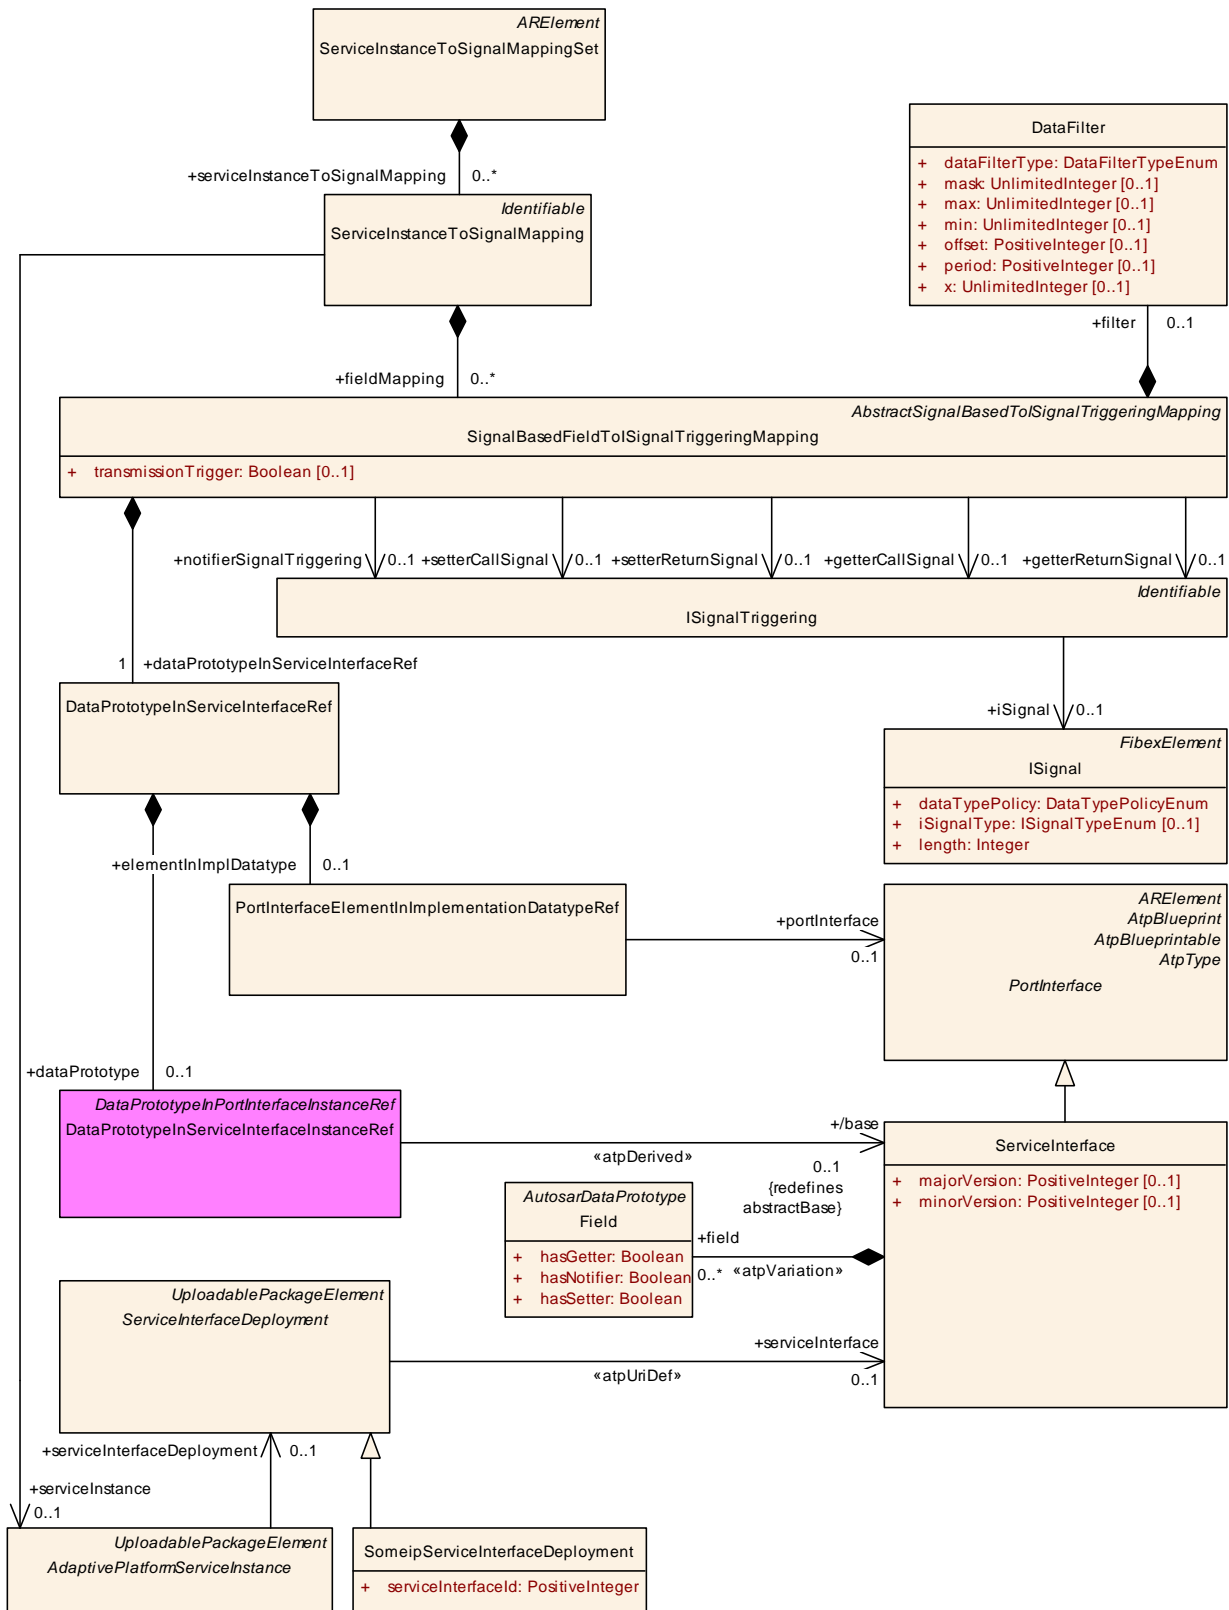 ARElement
ServiceInstanceToSignalMappingSet
+serviceInstanceToSignalMapping 0..*
Identifiable
ServiceInstanceToSignalMapping
DataFilter
+ dataFilterType: DataFilterTypeEnum
+ mask: UnlimitedInteger [0..1]
+ max: UnlimitedInteger [0..1]
+ min: UnlimitedInteger [0..1]
+ offset: PositiveInteger [0..1]
+ period: PositiveInteger [0..1]
+ x: UnlimitedInteger [0..1]
+filter 0..1
+fieldMapping 0..*
AbstractSignalBasedToISignalTriggeringMapping
SignalBasedFieldToISignalTriggeringMapping
+ transmissionTrigger: Boolean [0..1]
+notifierSignalTriggering 0..1 +setterCallSignal 0..1 +setterReturnSignal 0..1 +getterCallSignal 0..1 +getterReturnSignal 0..1
Identifiable
ISignalTriggering
1 +dataPrototypeInServiceInterfaceRef
DataPrototypeInServiceInterfaceRef
+iSignal 0..1
FibexElement
ISignal
+ dataTypePolicy: DataTypePolicyEnum
+ iSignalType: ISignalTypeEnum [0..1]
+ length: Integer
+elementInImplDatatype 0..1
PortInterfaceElementInImplementationDatatypeRef
+portInterface
0..1
ARElement
AtpBlueprint
AtpBlueprintable
AtpType
PortInterface
+dataPrototype 0..1
DataPrototypeInPortInterfaceInstanceRef
DataPrototypeInServiceInterfaceInstanceRef
+/base
«atpDerived»
0..1
{redefines
abstractBase}
ServiceInterface
+ majorVersion: PositiveInteger [0..1]
+ minorVersion: PositiveInteger [0..1]
AutosarDataPrototype
Field
+ hasGetter: Boolean
+ hasNotifier: Boolean
+ hasSetter: Boolean
+field
0..* «atpVariation»
UploadablePackageElement
ServiceInterfaceDeployment
+serviceInterface
«atpUriDef»
0..1
+serviceInterfaceDeployment 0..1
+serviceInstance
0..1
UploadablePackageElement
AdaptivePlatformServiceInstance
SomeipServiceInterfaceDeployment
+ serviceInterfaceId: PositiveInteger